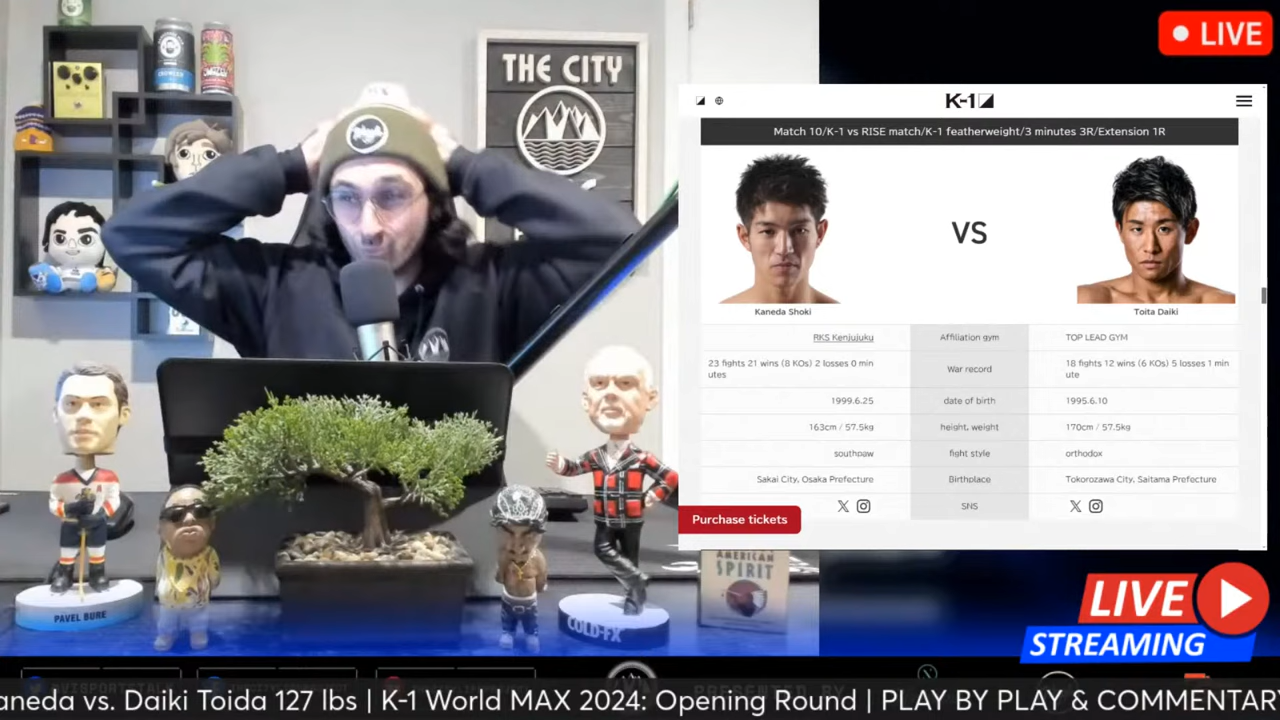 LIVE
THE CITY
K-1
Match 10/K-1 vs RISE match/K-1 featherweight/3 minutes 3R/Extension 1R
VS
Kaneda Shoki
Toita Daiki
RKS Kenjujuku
Affiliation gym
TOP LEAD GYM
23 fights 21 wins (8 KOs) 2 losses 0 min
utes
War record
18 fights 12 wins (6 KOs) 5 losses 1 min
ute
1999.6.25
date of birth
1995.6.10
163cm / 57.5kg
height, weight
170cm / 57.5kg
southpaw
fight style
orthodox
Sakai City, Osaka Prefecture
Birthplace
Tokorozawa City, Saitama Prefecture
SNS
Purchase tickets
AMERICAN
SPIRIT
PAVEL BURE
COLD-FX
LIVE
STREAMING
PRESENTED BY
aneda vs. Daiki Toida 127 lbs | K-1 World MAX 2024: Opening Round | PLAY BY PLAY & COMMENTAR